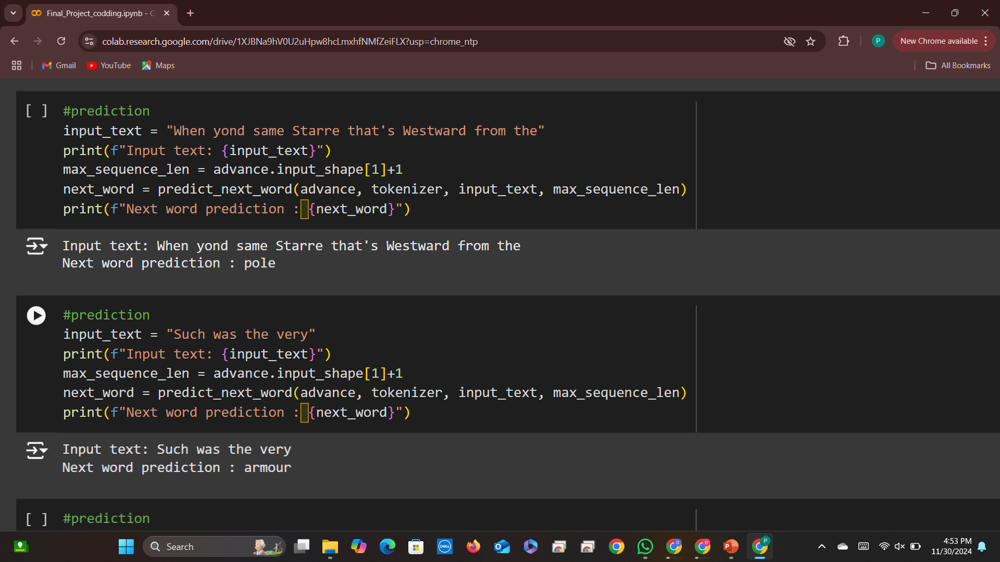 Final_Project_codding.ipynb - C
colab.research.google.com/drive/1XJBNa9hV0U2uHpw8hcLmxhfNMfZeiFLX?usp=chrome_ntp
P
New Chrome available
Gmail
YouTube
Maps
All Bookmarks
[ ] #prediction
input_text = "When yond same Starre that's Westward from the"
print(f"Input text: {input_text}")
max_sequence_len = advance.input_shape[1]+1
next_word = predict_next_word(advance, tokenizer, input_text, max_sequence_len)
print(f"Next word prediction : {next_word}")
Input text: When yond same Starre that's Westward from the
Next word prediction : pole
#prediction
input_text = "Such was the very"
print(f"Input text: {input_text}")
max_sequence_len = advance.input_shape[1]+1
next_word = predict_next_word(advance, tokenizer, input_text, max_sequence_len)
print(f"Next word prediction : {next_word}")
Input text: Such was the very
Next word prediction : armour
[ ] #prediction
Search
DELL
D
D
P
P
4:53 PM
11/30/2024